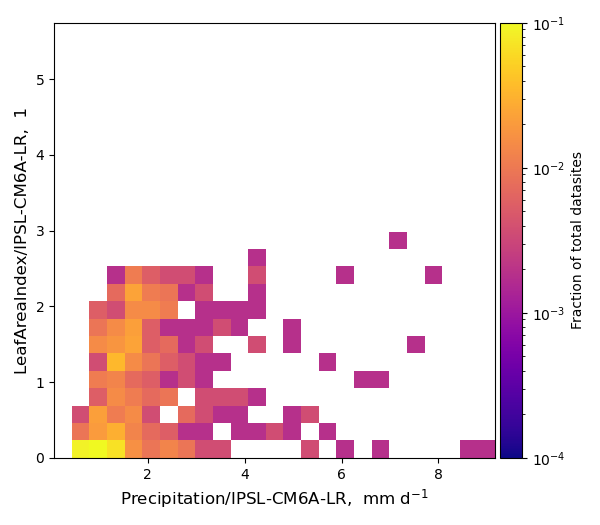 LeafAreaIndex/IPSL-CM6A-LR, 1
5
4
3
2
1
0
2 4 6 8
Precipitation/IPSL-CM6A-LR, mm d⁻¹
10⁻¹
10⁻²
10⁻³
10⁻⁴
Fraction of total datasites